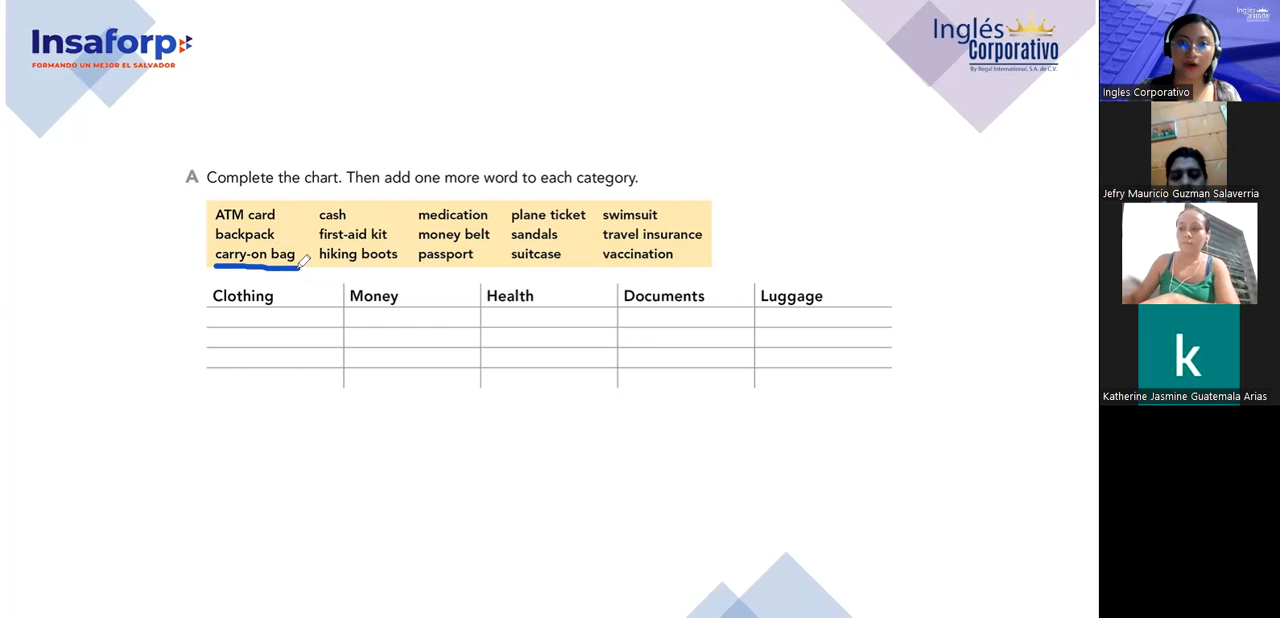 Insaforp
FORMANDO UN MEJOR EL SALVADOR
Inglés
Corporativo
By Regal International, S.A. de C.V.
A Complete the chart. Then add one more word to each category.
ATM card cash medication plane ticket swimsuit
backpack first-aid kit money belt sandals travel insurance
carry-on bag hiking boots passport suitcase vaccination
Clothing Money Health Documents Luggage
Ingles Corporativo
Jefry Mauricio Guzman Salaverria
k
Katherine Jasmine Guatemala Arias